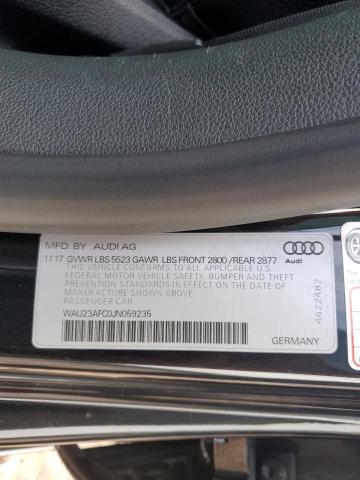 MFD. BY AUDI AG
11 17 GVWR LBS 5523 GAWR LBS FRONT 2800 /REAR 2877
THIS VEHICLE CONFORMS TO ALL APPLICABLE U.S.
FEDERAL MOTOR VEHICLE SAFETY, BUMPER AND THEFT
PREVENTION STANDARDS IN EFFECT ON THE DATE OF
MANUFACTURE SHOWN ABOVE.
PASSENGER CAR
WAU23AFC0JN059235
GERMANY
Audi
4622482